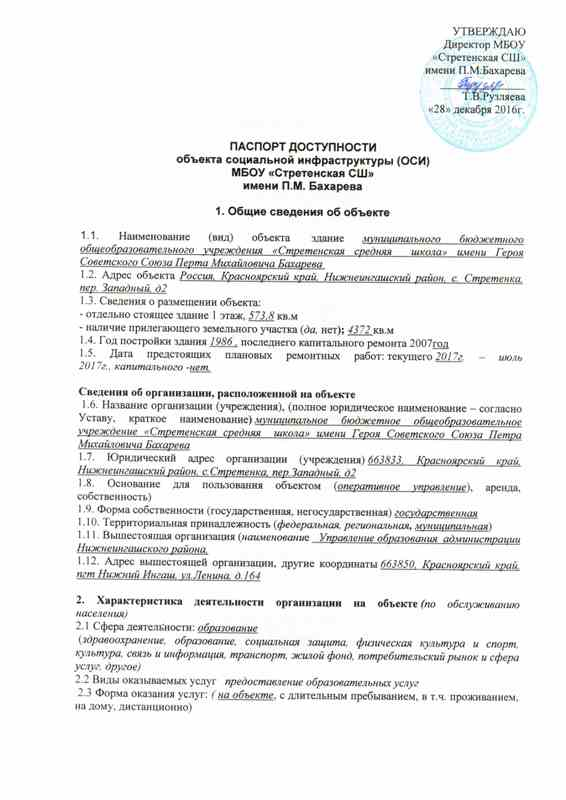 УТВЕРЖДАЮ
Директор МБОУ
«Стретенская СШ»
имени П.М.Бахарева
Т.В.Рузляева
«28» декабря 2016г.
ПАСПОРТ ДОСТУПНОСТИ
объекта социальной инфраструктуры (ОСИ)
МБОУ «Стретенская СШ»
имени П.М. Бахарева
1. Общие сведения об объекте
1.1. Наименование (вид) объекта здание муниципального бюджетного
общеобразовательного учреждения «Стретенская средняя школа» имени Героя
Советского Союза Перта Михайловича Бахарева
1.2. Адрес объекта Россия, Красноярский край, Нижнеингашский район, с. Стретенка,
пер. Западный, д2
1.3. Сведения о размещении объекта:
- отдельно стоящее здание 1 этаж, 573,8 кв.м
- наличие прилегающего земельного участка (да, нет); 4372 кв.м
1.4. Год постройки здания 1986 , последнего капитального ремонта 2007год
1.5. Дата предстоящих плановых ремонтных работ: текущего 2017г. – июль
2017г., капитального -нет.
Сведения об организации, расположенной на объекте
1.6. Название организации (учреждения), (полное юридическое наименование – согласно
Уставу, краткое наименование) муниципальное бюджетное общеобразовательное
учреждение «Стретенская средняя школа» имени Героя Советского Союза Петра
Михайловича Бахарева
1.7. Юридический адрес организации (учреждения) 663833, Красноярский край,
Нижнеингашский район, с.Стретенка, пер.Западный, д2
1.8. Основание для пользования объектом (оперативное управление), аренда,
собственность)
1.9. Форма собственности (государственная, негосударственная) государственная
1.10. Территориальная принадлежность (федеральная, региональная, муниципальная)
1.11. Вышестоящая организация (наименование Управление образования администрации
Нижнеингашского района,
1.12. Адрес вышестоящей организации, другие координаты 663850, Красноярский край,
пгт Нижний Ингаш, ул.Ленина, д.164
2. Характеристика деятельности организации на объекте (по обслуживанию
населения)
2.1 Сфера деятельности: образование
(здравоохранение, образование, социальная защита, физическая культура и спорт,
культура, связь и информация, транспорт, жилой фонд, потребительский рынок и сфера
услуг, другое)
2.2 Виды оказываемых услуг предоставление образовательных услуг
2.3 Форма оказания услуг: ( на объекте, с длительным пребыванием, в т.ч. проживанием,
на дому, дистанционно)